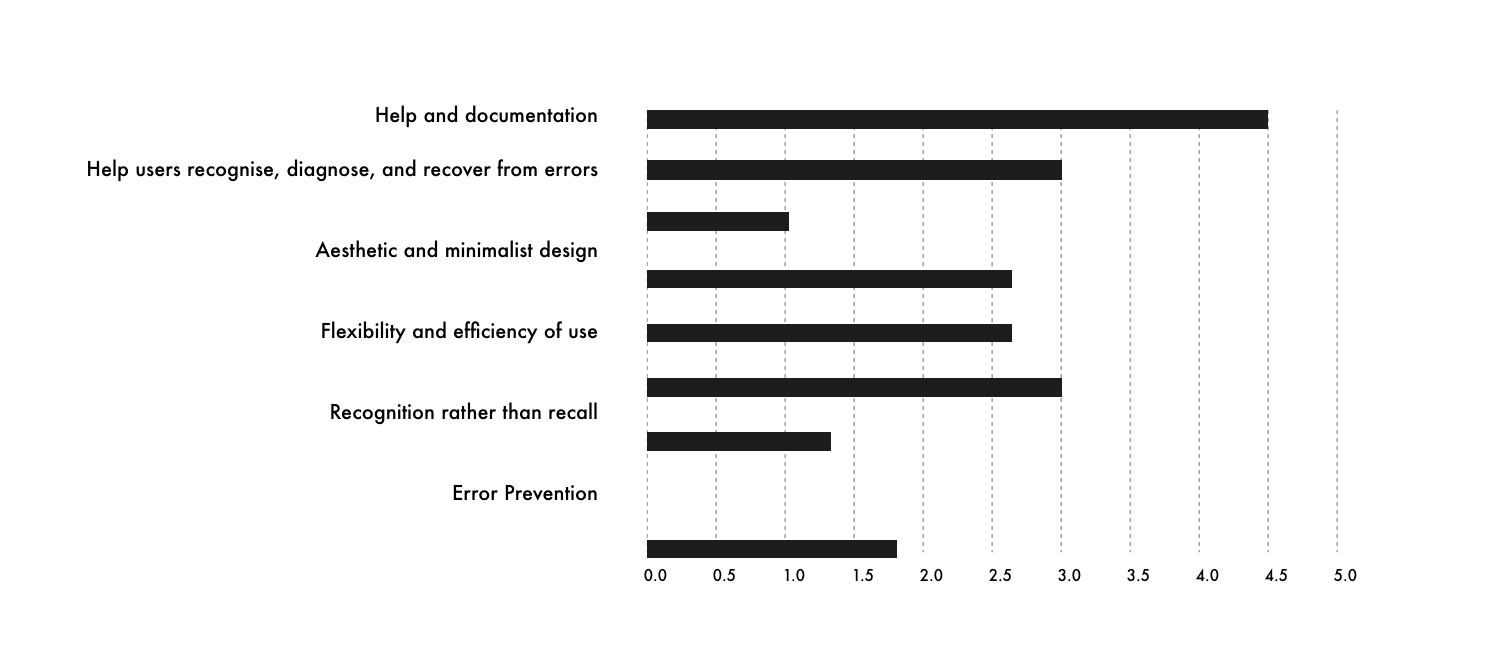 Help and documentation
Help users recognise, diagnose, and recover from errors
Aesthetic and minimalist design
Flexibility and efficiency of use
Recognition rather than recall
Error Prevention
0.0 0.5 1.0 1.5 2.0 2.5 3.0 3.5 4.0 4.5 5.0